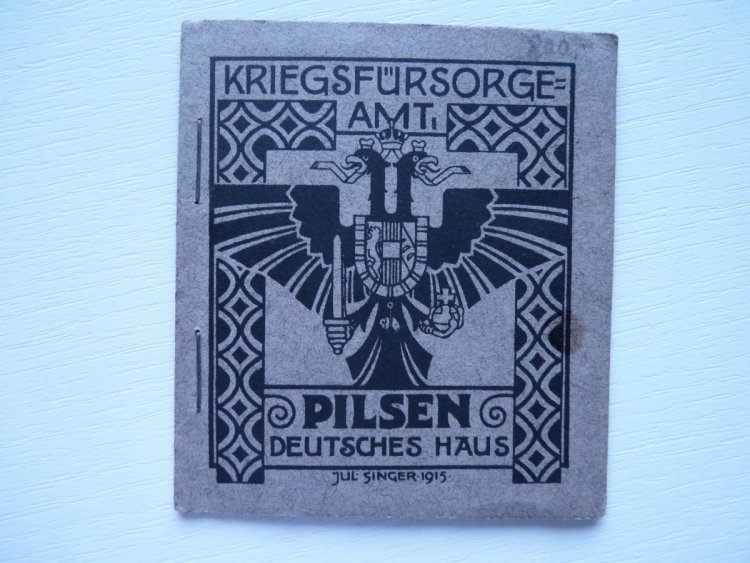 KRIEGSFÜRSORGE=
AMT.
PILSEN
DEUTSCHES HAUS
JUL SINGER·1915·